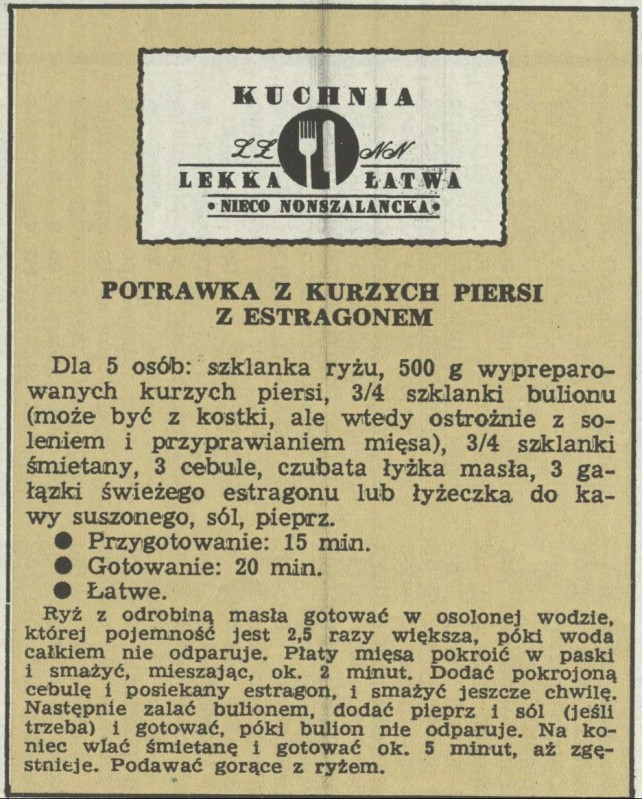 KUCHNIA
ŁŁ NN
LEKKA ŁATWA
• NIECO NONSZALANCKA •
POTRAWKA Z KURZYCH PIERSI
Z ESTRAGONEM
Dla 5 osób: szklanka ryżu, 500 g wypreparo-
wanych kurzych piersi, 3/4 szklanki bulionu
(może być z kostki, ale wtedy ostrożnie z so-
leniem i przyprawianiem mięsa), 3/4 szklanki
śmietany, 3 cebule, czubata łyżka masła, 3 ga-
łązki świeżego estragonu lub łyżeczka do ka-
wy suszonego, sól, pieprz.
● Przygotowanie: 15 min.
● Gotowanie: 20 min.
● Łatwe.
Ryż z odrobiną masła gotować w osolonej wodzie,
której pojemność jest 2,5 razy większa, póki woda
całkiem nie odparuje. Płaty mięsa pokroić w paski
i smażyć, mieszając, ok. 2 minut. Dodać pokrojoną
cebulę i posiekany estragon, i smażyć jeszcze chwilę.
Następnie zalać bulionem, dodać pieprz i sól (jeśli
trzeba) i gotować, póki bulion nie odparuje. Na ko-
niec wlać śmietanę i gotować ok. 5 minut, aż zgę-
stnieje. Podawać gorące z ryżem.